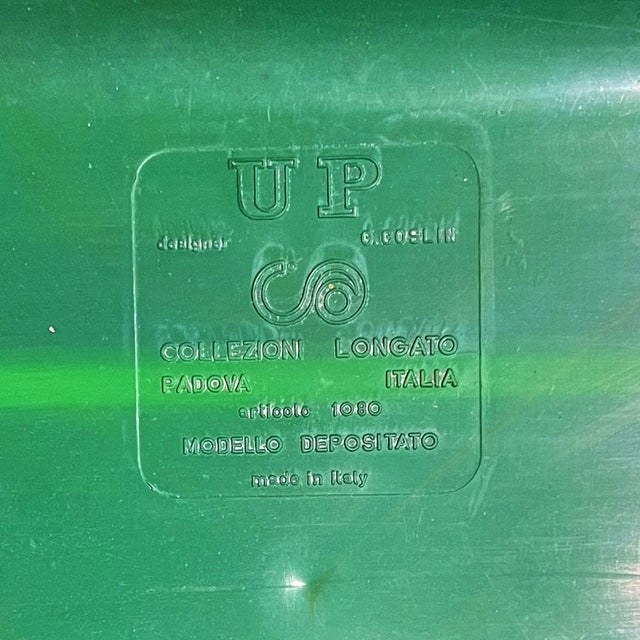 UP
designer G.GOSLIN
COLLEZIONI LONGATO
PADOVA ITALIA
articolo 1080
MODELLO DEPOSITATO
made in Italy